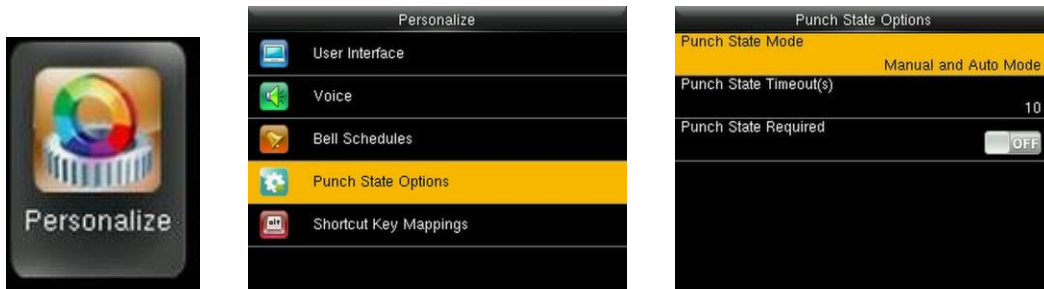 Personalize
Personalize
User Interface
Voice
Bell Schedules
Punch State Options
alt
Shortcut Key Mappings
Punch State Options
Punch State Mode
Manual and Auto Mode
Punch State Timeout(s)
10
Punch State Required
OFF